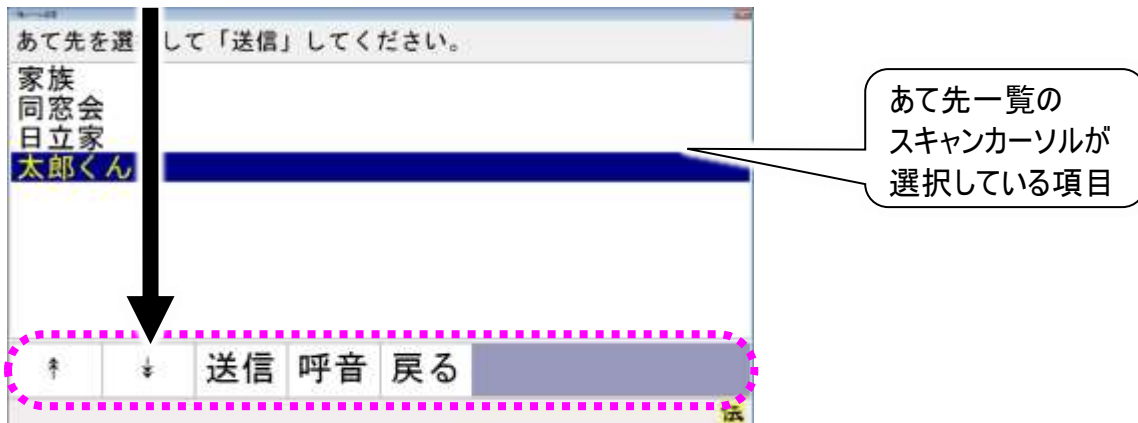 あて先を選 して「送信」してください。
家族
同窓会
日立家
太郎くん
あて先一覧の
スキャンカーソルが
選択している項目
↟ ↡ 送信 呼音 戻る
伝